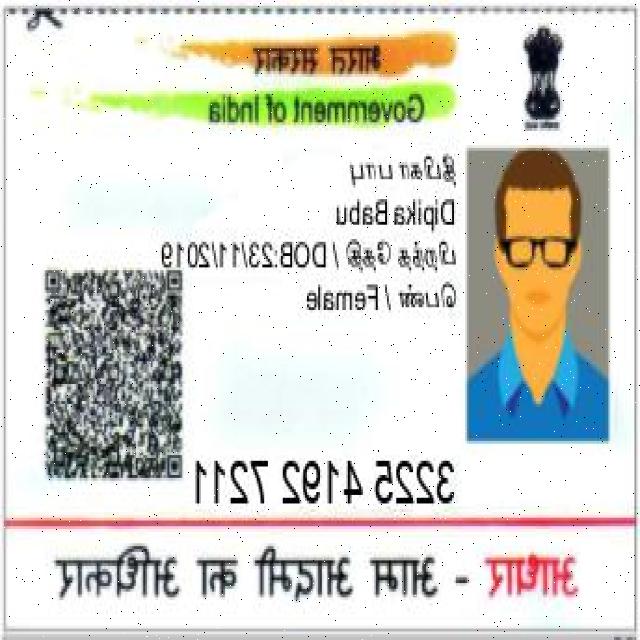 भारत सरकार
Government of India
தீபிகா பாபு
Dipika Babu
பிறந்த தேதி / DOB:23/11/2019
பெண் / Female
3225 4192 7211
आधार - आम आदमी का अधिकार